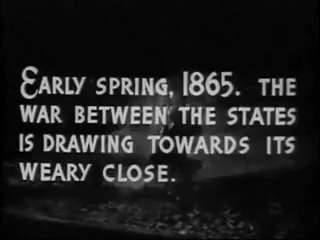 EARLY SPRING, 1865. THE
WAR BETWEEN THE STATES
IS DRAWING TOWARDS ITS
WEARY CLOSE.